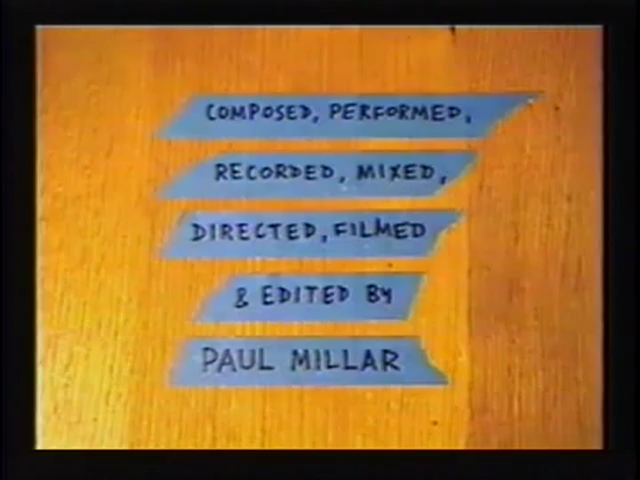 COMPOSED, PERFORMED,
RECORDED, MIXED,
DIRECTED, FILMED
& EDITED BY
PAUL MILLAR